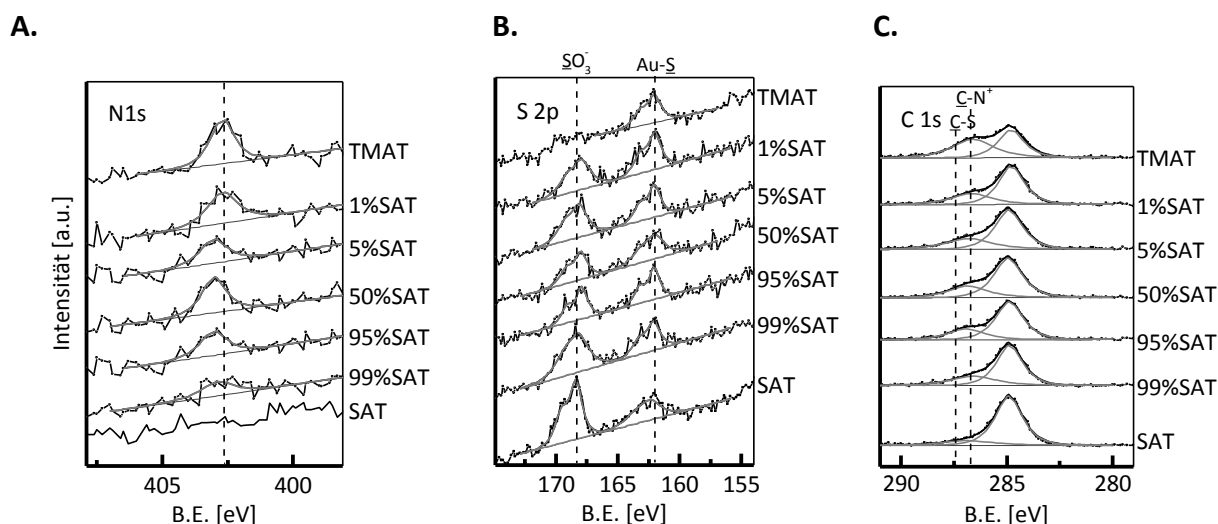 A.
B.
C.
Intensität [a.u.]
N1s
TMAT
1%SAT
5%SAT
50%SAT
95%SAT
99%SAT
SAT
405
400
B.E. [eV]
SO₃⁻
Au-S
S 2p
TMAT
1%SAT
5%SAT
50%SAT
95%SAT
99%SAT
SAT
170
165
160
155
B.E. [eV]
C-N⁺
C-S
C 1s
TMAT
1%SAT
5%SAT
50%SAT
95%SAT
99%SAT
SAT
290
285
280
B.E. [eV]